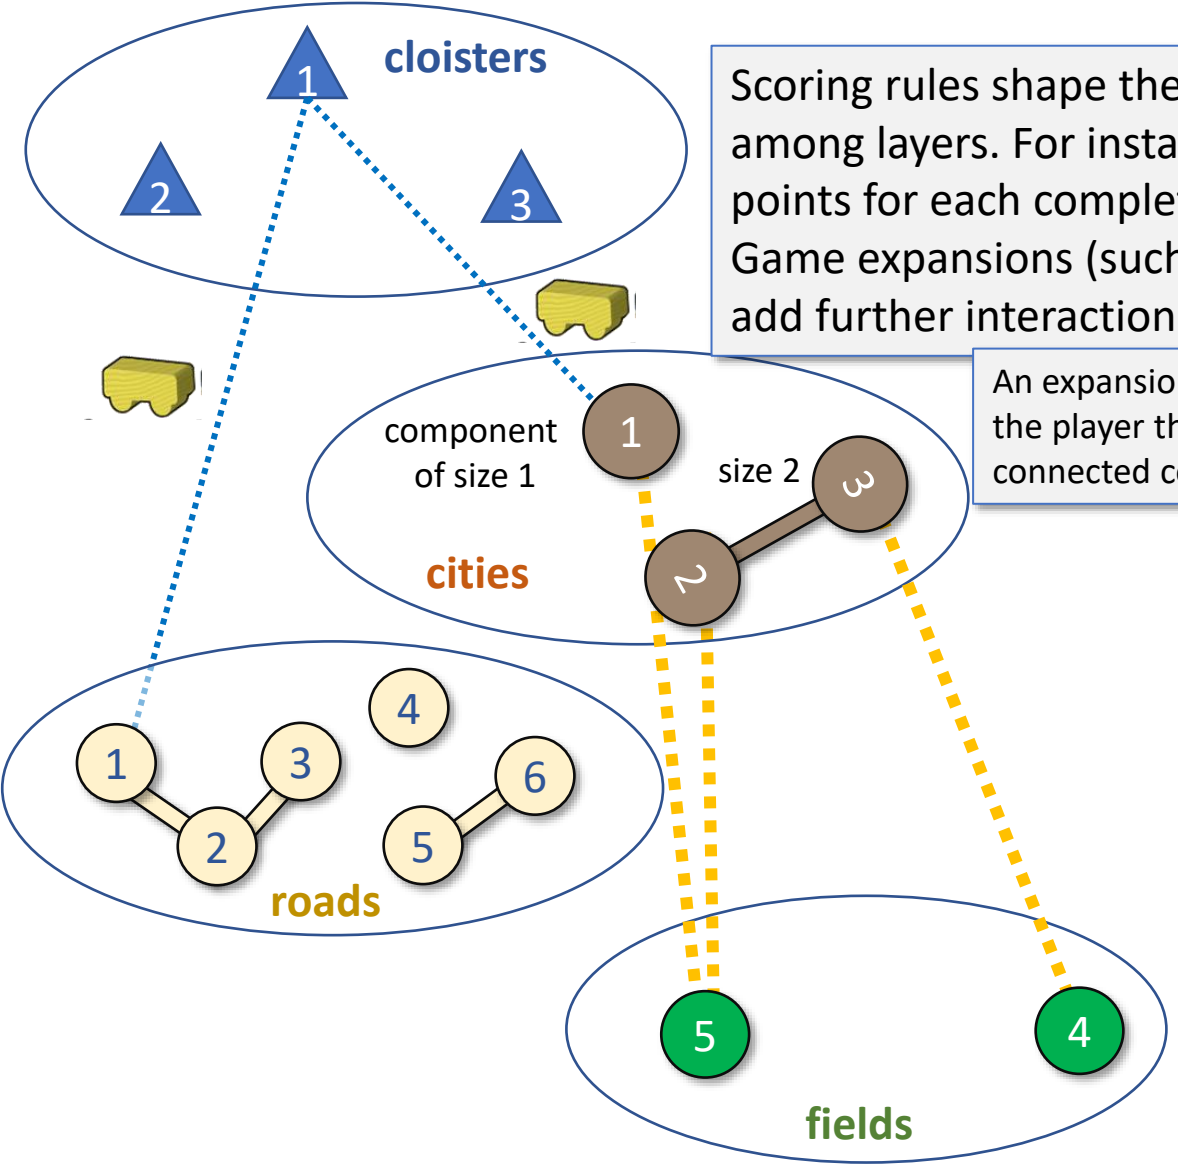 cloisters
1
2
3
Scoring rules shape the
among layers. For insta
points for each complet
Game expansions (such
add further interaction
An expansio
the player th
connected co
component
of size 1
1
size 2
3
2
cities
4
1
3
6
2
5
roads
5
4
fields